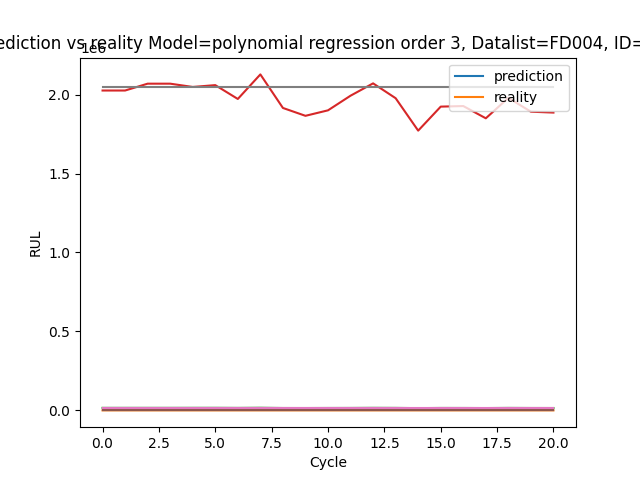 ediction vs reality Model=polynomial regression order 3, Datalist=FD004, ID=
1e6
prediction
reality
2.0
1.5
1.0
0.5
0.0
RUL
0.0 2.5 5.0 7.5 10.0 12.5 15.0 17.5 20.0
Cycle